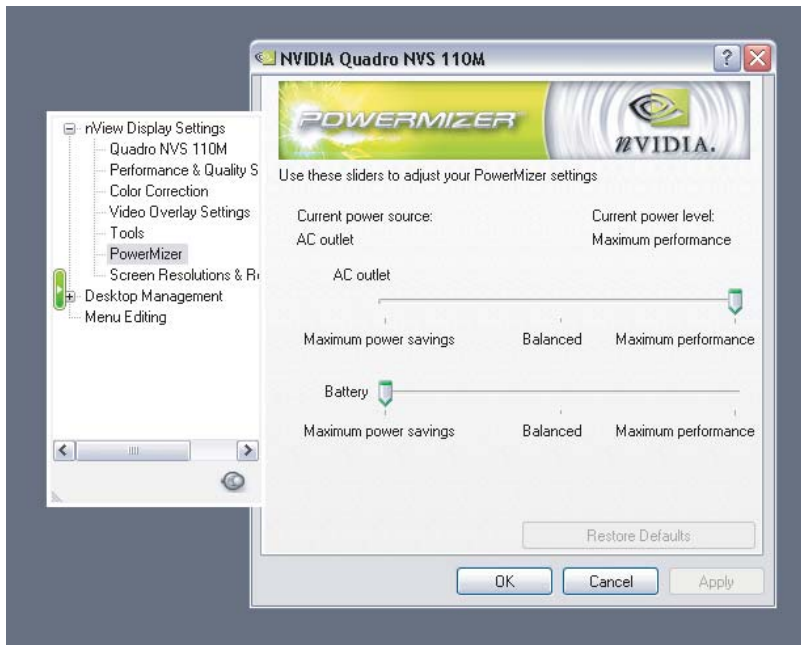 NVIDIA Quadro NVS 110M
nView Display Settings
Quadro NVS 110M
Performance & Quality S
Color Correction
Video Overlay Settings
Tools
PowerMizer
Screen Resolutions & R
Desktop Management
Menu Editing
POWERMIZER
nVIDIA.
Use these sliders to adjust your PowerMizer settings
Current power source:
Current power level:
AC outlet
Maximum performance
AC outlet
Maximum power savings Balanced Maximum performance
Battery
Maximum power savings Balanced Maximum performance
Restore Defaults
OK Cancel Apply